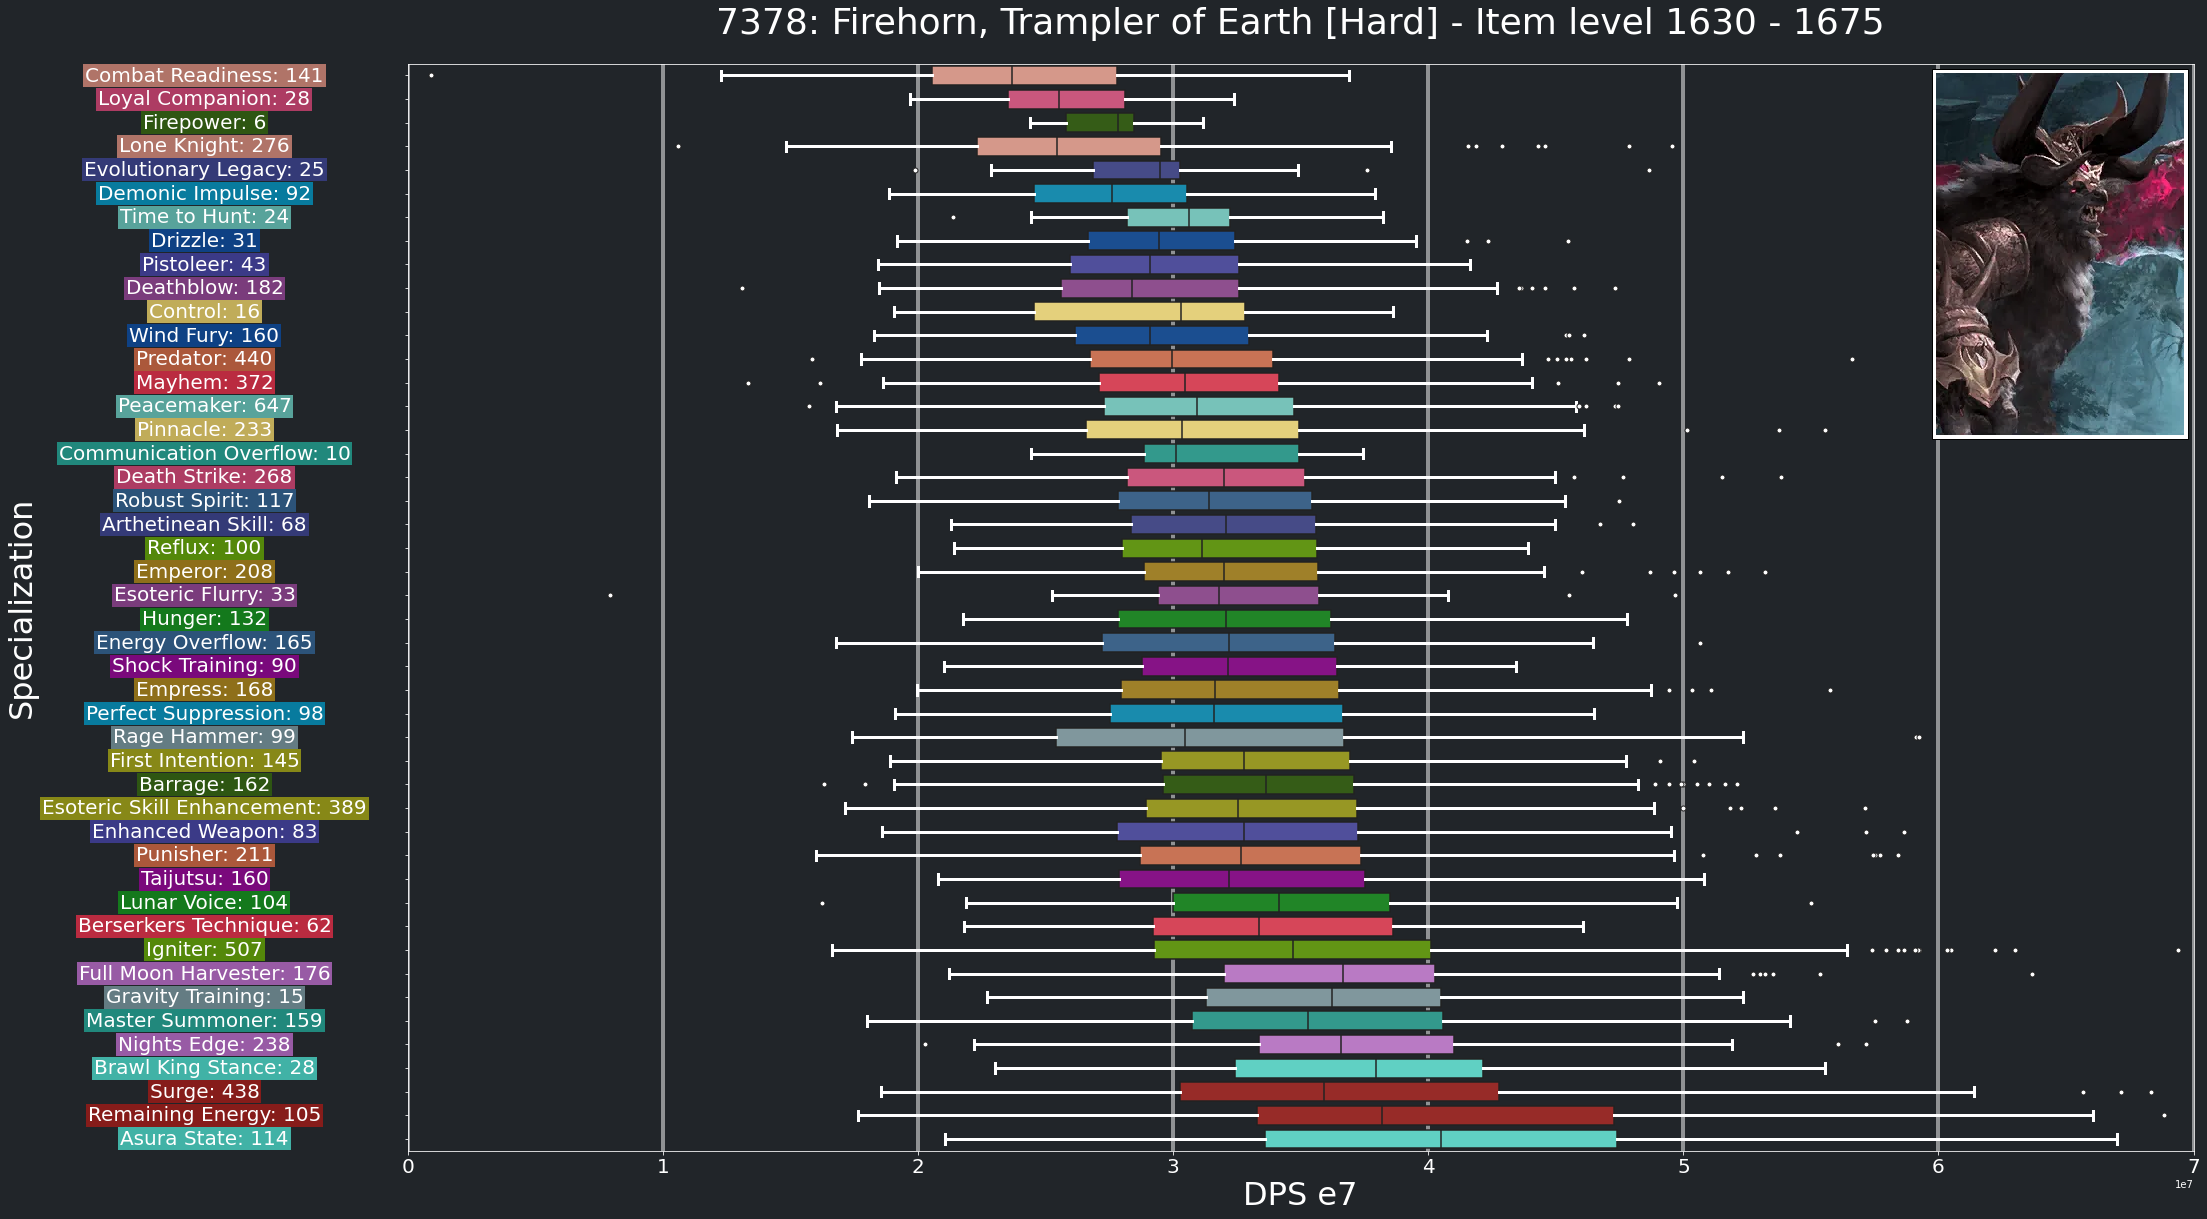 7378: Firehorn, Trampler of Earth [Hard] - Item level 1630 - 1675
Specialization
Combat Readiness: 141
Loyal Companion: 28
Firepower: 6
Lone Knight: 276
Evolutionary Legacy: 25
Demonic Impulse: 92
Time to Hunt: 24
Drizzle: 31
Pistoleer: 43
Deathblow: 182
Control: 16
Wind Fury: 160
Predator: 440
Mayhem: 372
Peacemaker: 647
Pinnacle: 233
Communication Overflow: 10
Death Strike: 268
Robust Spirit: 117
Arthetinean Skill: 68
Reflux: 100
Emperor: 208
Esoteric Flurry: 33
Hunger: 132
Energy Overflow: 165
Shock Training: 90
Empress: 168
Perfect Suppression: 98
Rage Hammer: 99
First Intention: 145
Barrage: 162
Esoteric Skill Enhancement: 389
Enhanced Weapon: 83
Punisher: 211
Taijutsu: 160
Lunar Voice: 104
Berserkers Technique: 62
Igniter: 507
Full Moon Harvester: 176
Gravity Training: 15
Master Summoner: 159
Nights Edge: 238
Brawl King Stance: 28
Surge: 438
Remaining Energy: 105
Asura State: 114
0 1 2 3 4 5 6 7
1e7
DPS e7